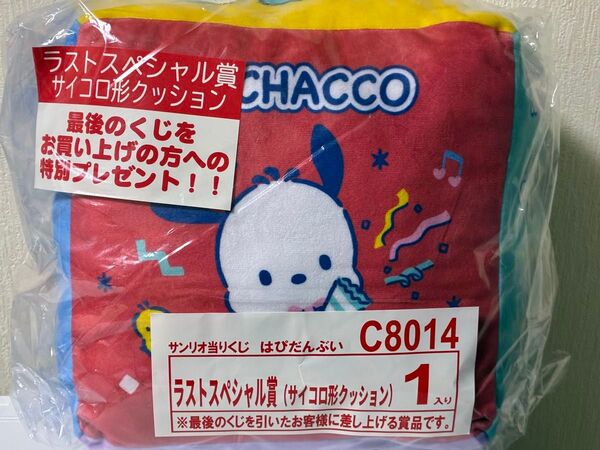 ラストスペシャル賞
サイコロ形クッション
最後のくじを
お買い上げの方への
特別プレゼント!!
CHACCO
サンリオ当りくじ はぴだんぶい C8014
ラストスペシャル賞(サイコロ形クッション) 1入り
※最後のくじを引いたお客様に差し上げる賞品です。